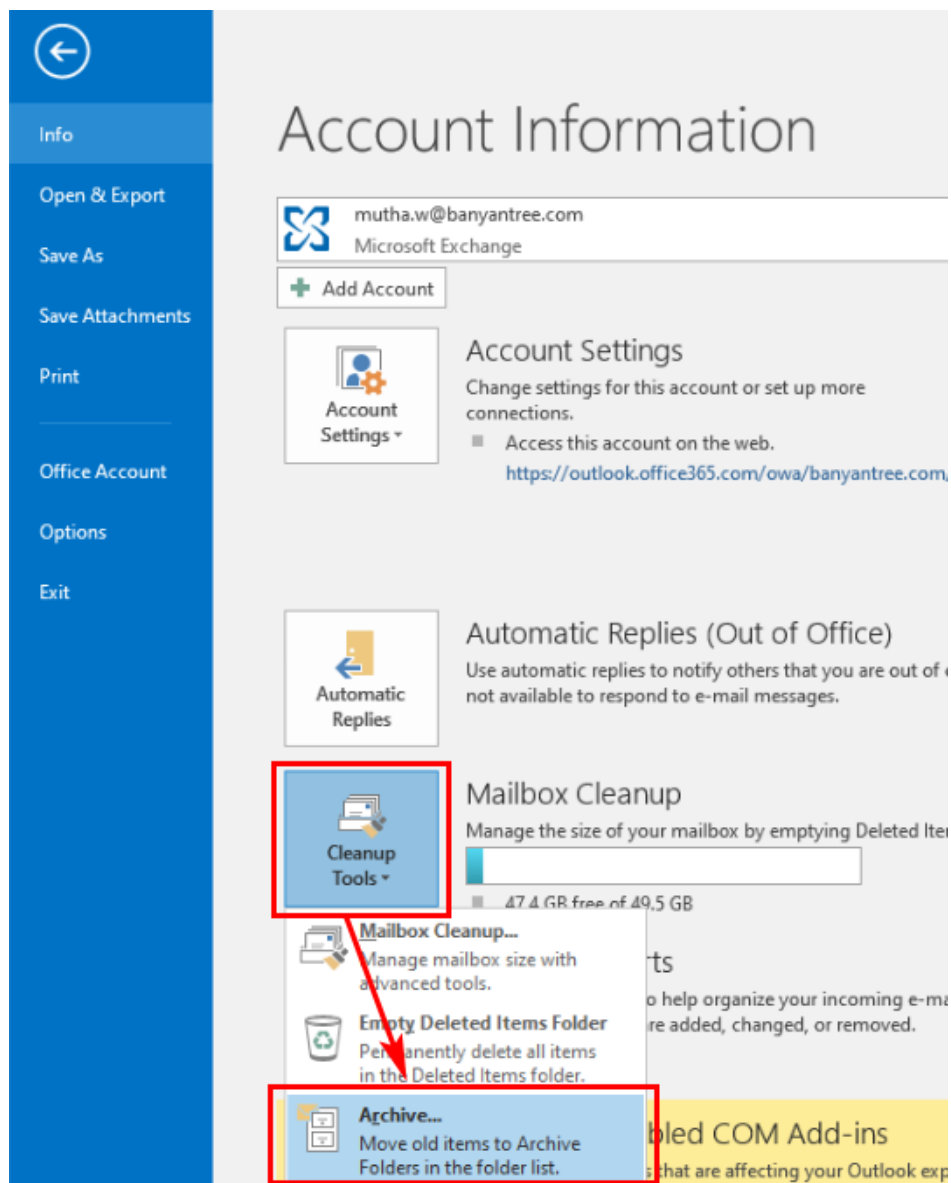 Info
Open & Export
Save As
Save Attachments
Print
Office Account
Options
Exit
Account Information
mutha.w@banyantree.com
Microsoft Exchange
Add Account
Account
Settings
Account Settings
Change settings for this account or set up more
connections.
Access this account on the web.
https://outlook.office365.com/owa/banyantree.com/
Automatic
Replies
Automatic Replies (Out of Office)
Use automatic replies to notify others that you are out of
not available to respond to e-mail messages.
Cleanup
Tools
Mailbox Cleanup
Manage the size of your mailbox by emptying Deleted
47.4 GB free of 49.5 GB
Mailbox Cleanup...
Manage mailbox size with
advanced tools.
Empty Deleted Items Folder
Permanently delete all items
in the Deleted Items folder.
Archive...
Move old items to Archive
Folders in the folder list.
help organize your incoming
are added, changed, or removed.
COM Add-ins
that are affecting your Outlook